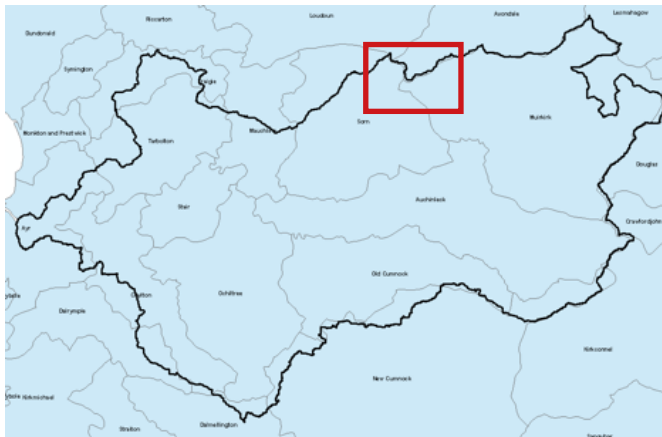 Loudoun
Avondale
Lesmahagow
Riccarton
Dundonald
Symington
Craigie
Monkton and Prestwick
Tarbolton
Mauchline
Sorn
Muirkirk
Douglas
Stair
Auchinleck
Crawfordjohn
Ayr
Old Cumnock
Ochiltree
Coylton
Dalrymple
Kirkconnel
New Cumnock
Kirkmichael
Straiton
Dalmellington